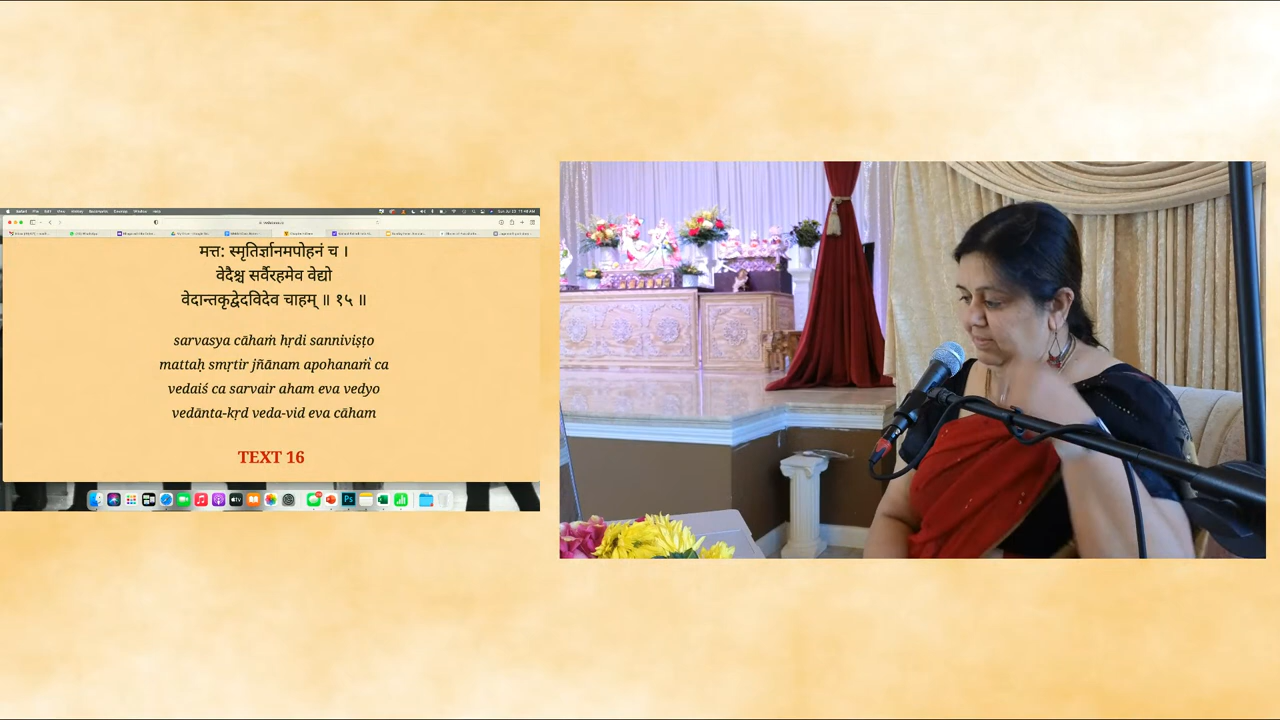 मत्त: स्मृतिर्ज्ञानमपोहनं च ।
वेदैश्च सर्वैरहमेव वेद्यो
वेदान्तकृद्वेदविदेव चाहम् ॥ १५ ॥
sarvasya cāhaṁ hṛdi sanniviṣṭo
mattaḥ smṛtir jñānam apohanaṁ ca
vedaiś ca sarvair aham eva vedyo
vedānta-kṛd veda-vid eva cāham
TEXT 16